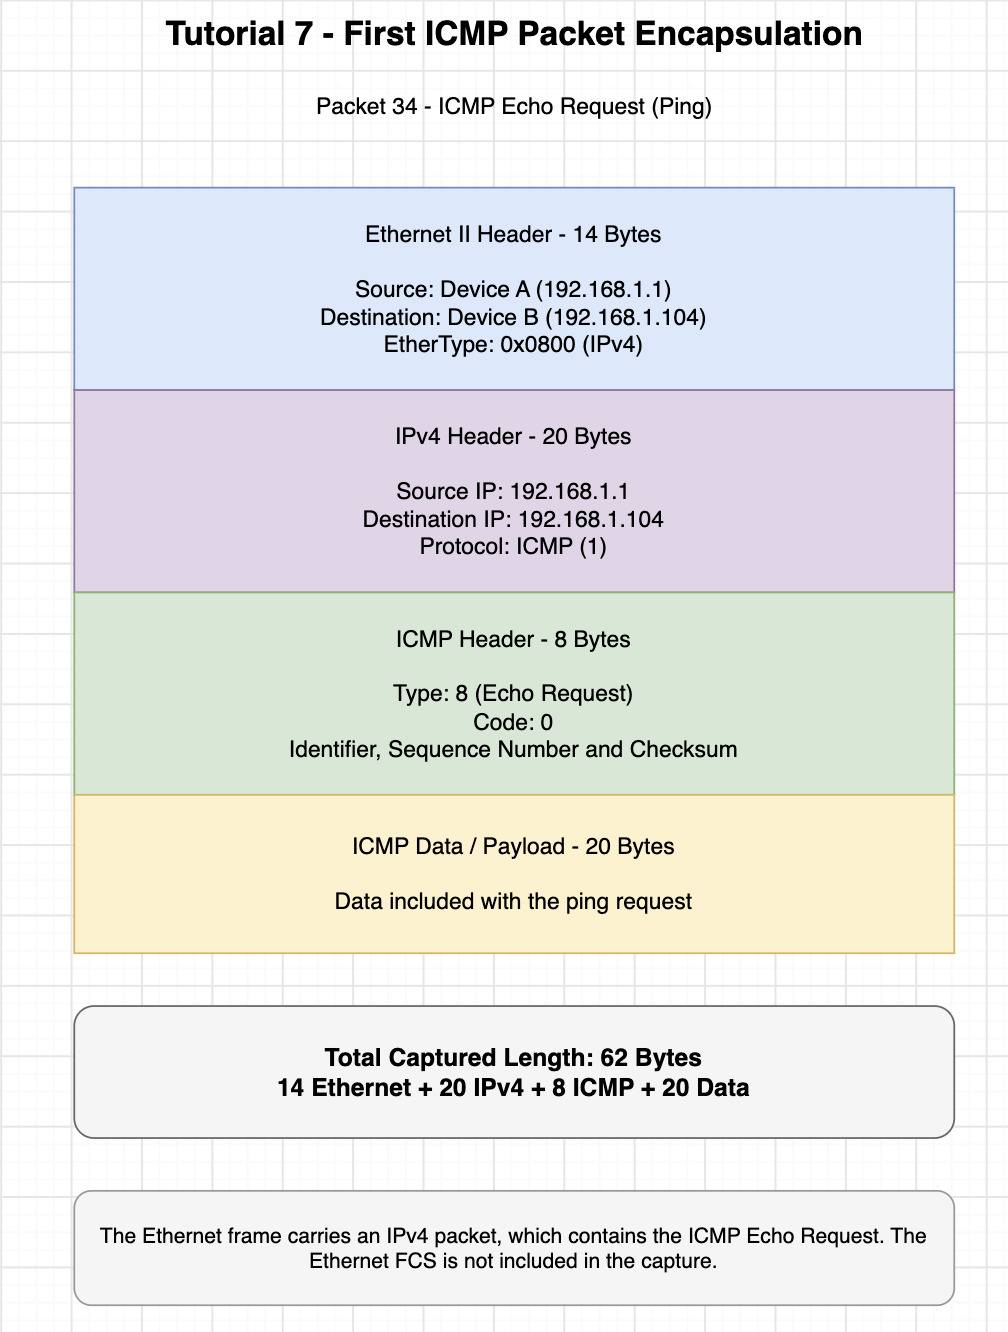 Tutorial 7 - First ICMP Packet Encapsulation
Packet 34 - ICMP Echo Request (Ping)
Ethernet II Header - 14 Bytes
Source: Device A (192.168.1.1)
Destination: Device B (192.168.1.104)
EtherType: 0x0800 (IPv4)
IPv4 Header - 20 Bytes
Source IP: 192.168.1.1
Destination IP: 192.168.1.104
Protocol: ICMP (1)
ICMP Header - 8 Bytes
Type: 8 (Echo Request)
Code: 0
Identifier, Sequence Number and Checksum
ICMP Data / Payload - 20 Bytes
Data included with the ping request
Total Captured Length: 62 Bytes
14 Ethernet + 20 IPv4 + 8 ICMP + 20 Data
The Ethernet frame carries an IPv4 packet, which contains the ICMP Echo Request. The
Ethernet FCS is not included in the capture.